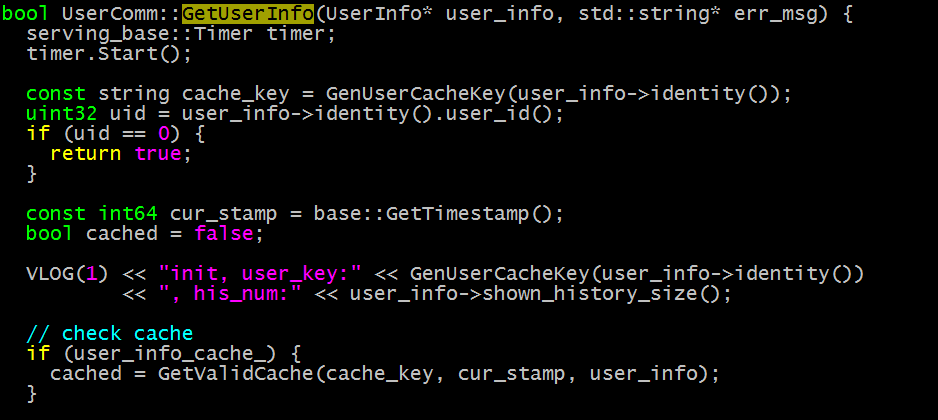 bool UserComm::GetUserInfo(UserInfo* user_info, std::string* err_msg) {
  serving_base::Timer timer;
  timer.Start();

  const string cache_key = GenUserCacheKey(user_info->identity());
  uint32 uid = user_info->identity().user_id();
  if (uid == 0) {
    return true;
  }

  const int64 cur_stamp = base::GetTimestamp();
  bool cached = false;

  VLOG(1) << "init, user_key:" << GenUserCacheKey(user_info->identity())
          << ", his_num:" << user_info->shown_history_size();

  // check cache
  if (user_info_cache_) {
    cached = GetValidCache(cache_key, cur_stamp, user_info);
  }